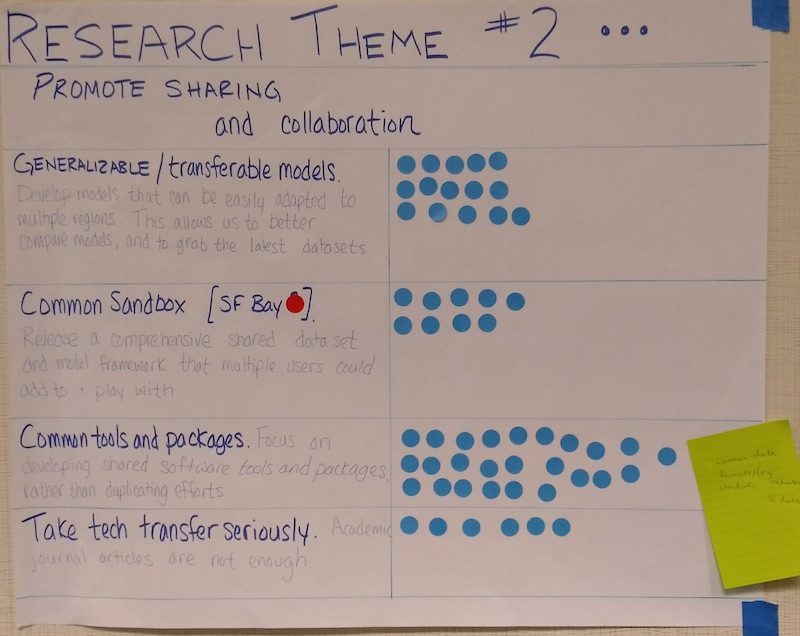 RESEARCH THEME #2 ...
PROMOTE SHARING
and collaboration
GENERALIZABLE / transferable models.
Develop models that can be easily adapted to
multiple regions. This allows us to better
compare models, and to grab the latest datasets
Common Sandbox [SF Bay ].
Release a comprehensive shared data set
and model framework that multiple users could
add to + play with
Common tools and packages. Focus on
developing shared software tools and packages,
rather than duplicating efforts
Take tech transfer seriously. Academic
journal articles are not enough
common data